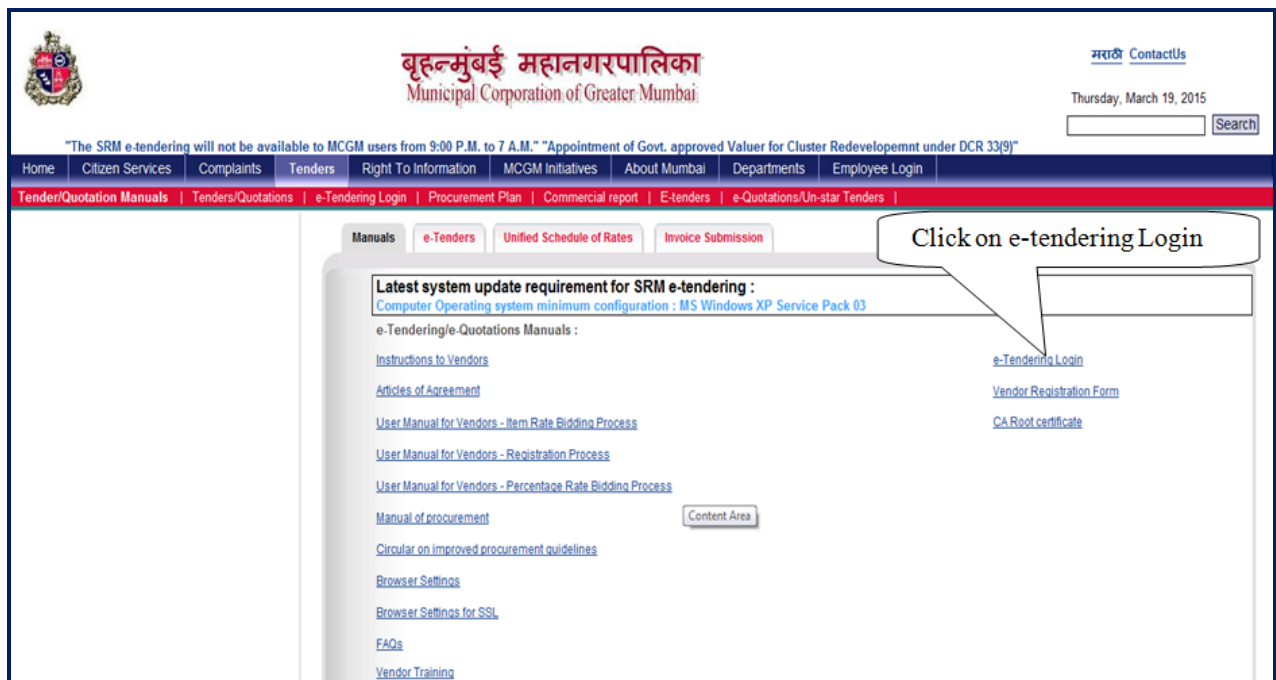 बृहन्मुंबई महानगरपालिका
Municipal Corporation of Greater Mumbai
मराठी ContactUs
Thursday, March 19, 2015
Search
"The SRM e-tendering will not be available to MCGM users from 9:00 P.M. to 7 A.M." "Appointment of Govt. approved Valuer for Cluster Redevelopemnt under DCR 33(9)"
Home Citizen Services Complaints Tenders Right To Information MCGM Initiatives About Mumbai Departments Employee Login
Tender/Quotation Manuals | Tenders/Quotations | e-Tendering Login | Procurement Plan | Commercial report | E-tenders | e-Quotations/Un-star Tenders |
Manuals e-Tenders Unified Schedule of Rates Invoice Submission
Click on e-tendering Login
Latest system update requirement for SRM e-tendering :
Computer Operating system minimum configuration : MS Windows XP Service Pack 03
e-Tendering/e-Quotations Manuals :
Instructions to Vendors e-Tendering Login
Articles of Agreement Vendor Registration Form
User Manual for Vendors - Item Rate Bidding Process CA Root certificate
User Manual for Vendors - Registration Process
User Manual for Vendors - Percentage Rate Bidding Process
Manual of procurement Content Area
Circular on improved procurement guidelines
Browser Settings
Browser Settings for SSL
FAQs
Vendor Training